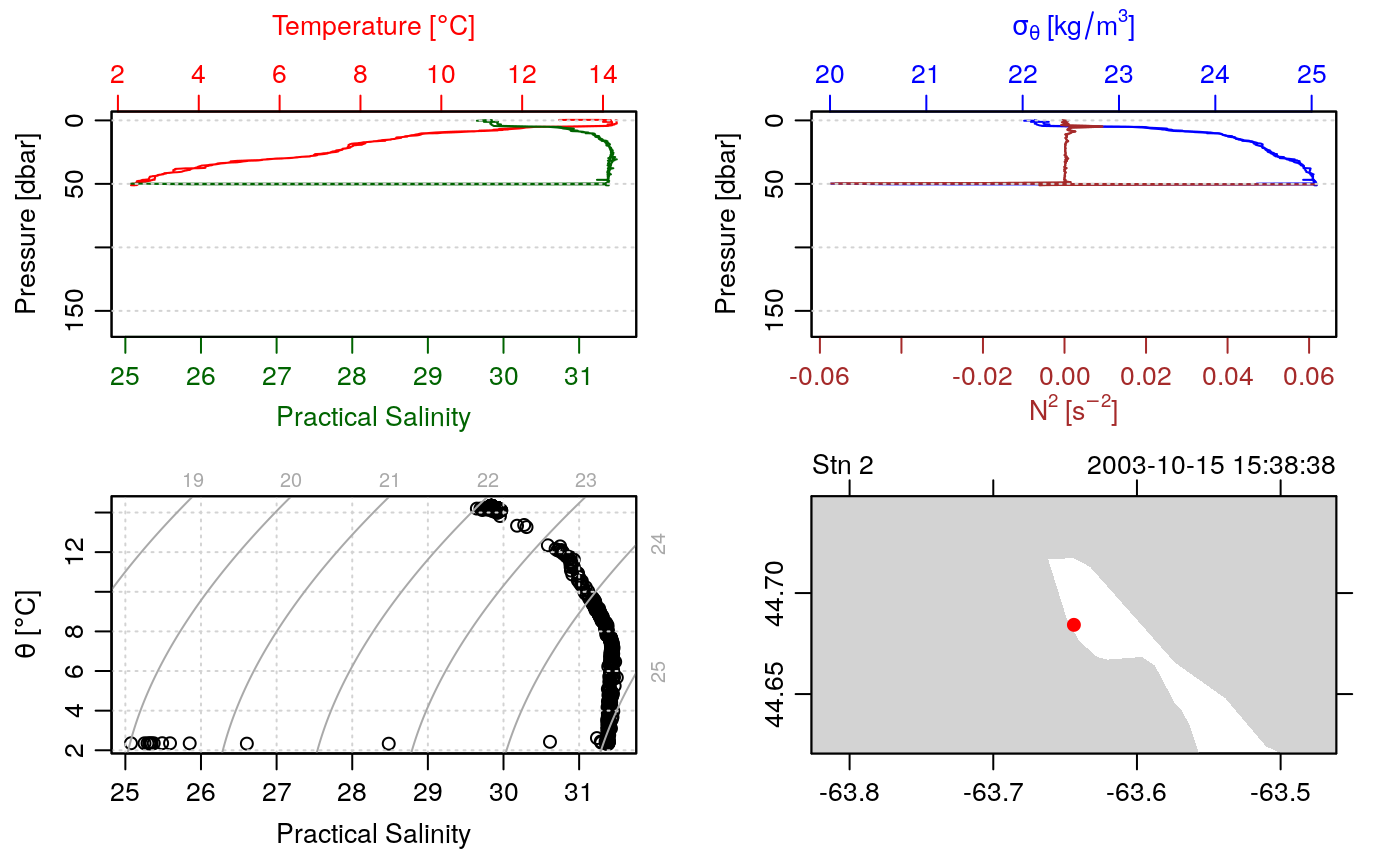 Temperature [°C]
2 4 6 8 10 12 14
Pressure [dbar]
0
50
150
25 26 27 28 29 30 31
Practical Salinity
σθ [kg/m³]
20 21 22 23 24 25
Pressure [dbar]
0
50
150
-0.06 -0.02 0.00 0.02 0.04 0.06
N² [s⁻²]
19 20 21 22 23
24
25
θ [°C]
12
8
6
4
2
25 26 27 28 29 30 31
Practical Salinity
Stn 2 2003-10-15 15:38:38
44.70
44.65
-63.8 -63.7 -63.6 -63.5